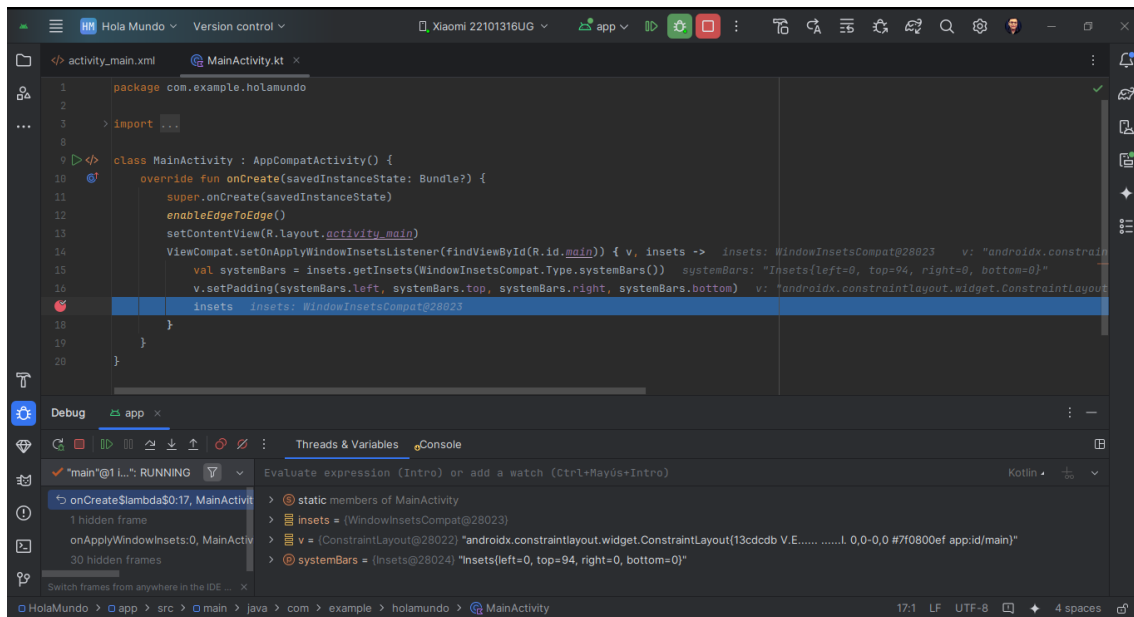 HM Hola Mundo Version control Xiaomi 22101316UG app
activity_main.xml MainActivity.kt
1 package com.example.holamundo
2
3 import ...
8
9 class MainActivity : AppCompatActivity() {
10 override fun onCreate(savedInstanceState: Bundle?) {
11 super.onCreate(savedInstanceState)
12 enableEdgeToEdge()
13 setContentView(R.layout.activity_main)
14 ViewCompat.setOnApplyWindowInsetsListener(findViewById(R.id.main)) { v, insets -> insets: WindowInsetsCompat@28023 v: "androidx.constrain
15 val systemBars = insets.getInsets(WindowInsetsCompat.Type.systemBars()) systemBars: "Insets{left=0, top=94, right=0, bottom=0}"
16 v.setPadding(systemBars.left, systemBars.top, systemBars.right, systemBars.bottom) v: "androidx.constraintlayout.widget.ConstraintLayout
insets insets: WindowInsetsCompat@28023
18 }
19 }
20 }
Debug app
Threads & Variables Console
"main"@1 i...": RUNNING Evaluate expression (Intro) or add a watch (Ctrl+Mayús+Intro) Kotlin
onCreate$lambda$0:17, MainActivit static members of MainActivity
1 hidden frame insets = {WindowInsetsCompat@28023}
onApplyWindowInsets:0, MainActiv v = {ConstraintLayout@28022} "androidx.constraintlayout.widget.ConstraintLayout{13cdcdb V.E...... ......I. 0,0-0,0 #7f0800ef app:id/main}"
30 hidden frames systemBars = {Insets@28024} "Insets{left=0, top=94, right=0, bottom=0}"
Switch frames from anywhere in the IDE ...
HolaMundo > app > src > main > java > com > example > holamundo > MainActivity 17:1 LF UTF-8 4 spaces